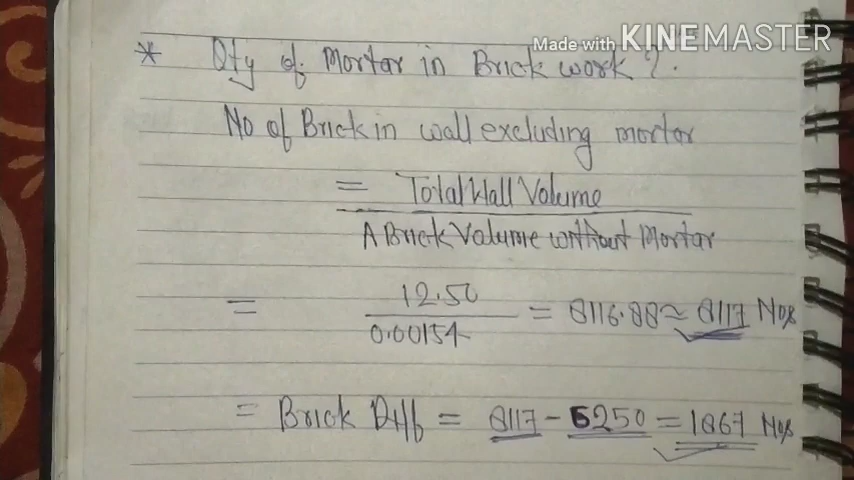 Made with KINEMASTER
* Qty of Mortar in Brick work ?.
No of Brick in wall excluding mortar
= Total Wall Volume
A Brick Volume without Mortar
= 12.50
0.00154 = 8116.88 ≈ 8117 Nos
= Brick Diff = 8117 - 6250 = 1867 Nos